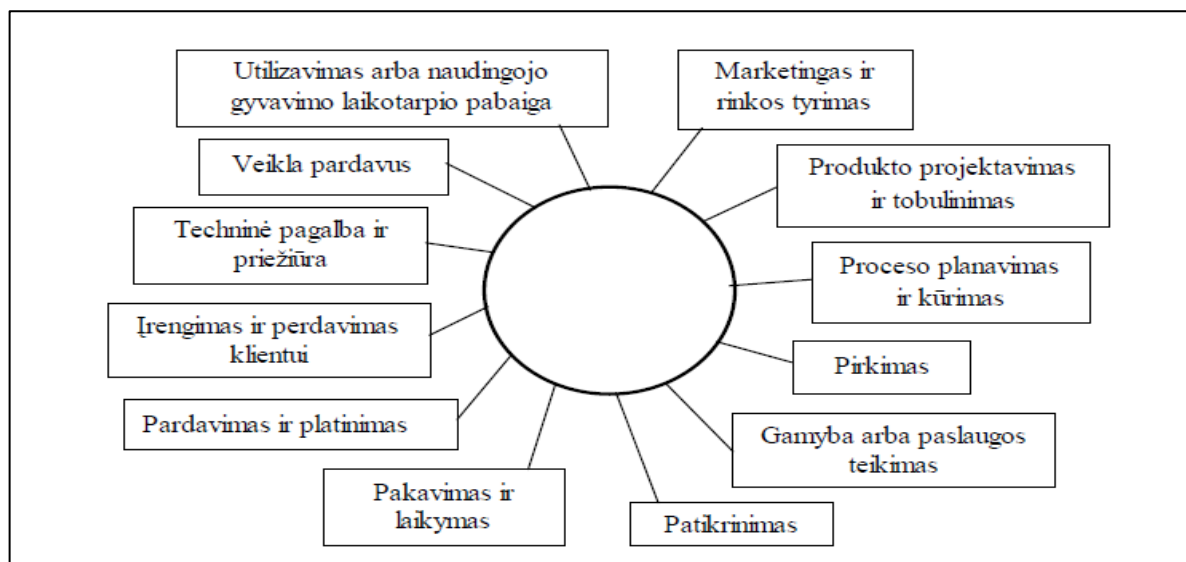 Utilizavimas arba naudingojo
gyvavimo laikotarpio pabaiga
Marketingas ir
rinkos tyrimas
Veikla pardavus
Produkto projektavimas
ir tobulinimas
Techninė pagalba ir
priežiūra
Proceso planavimas
ir kūrimas
Įrengimas ir perdavimas
klientui
Pirkimas
Pardavimas ir platinimas
Gamyba arba paslaugos
teikimas
Pakavimas ir
laikymas
Patikrinimas